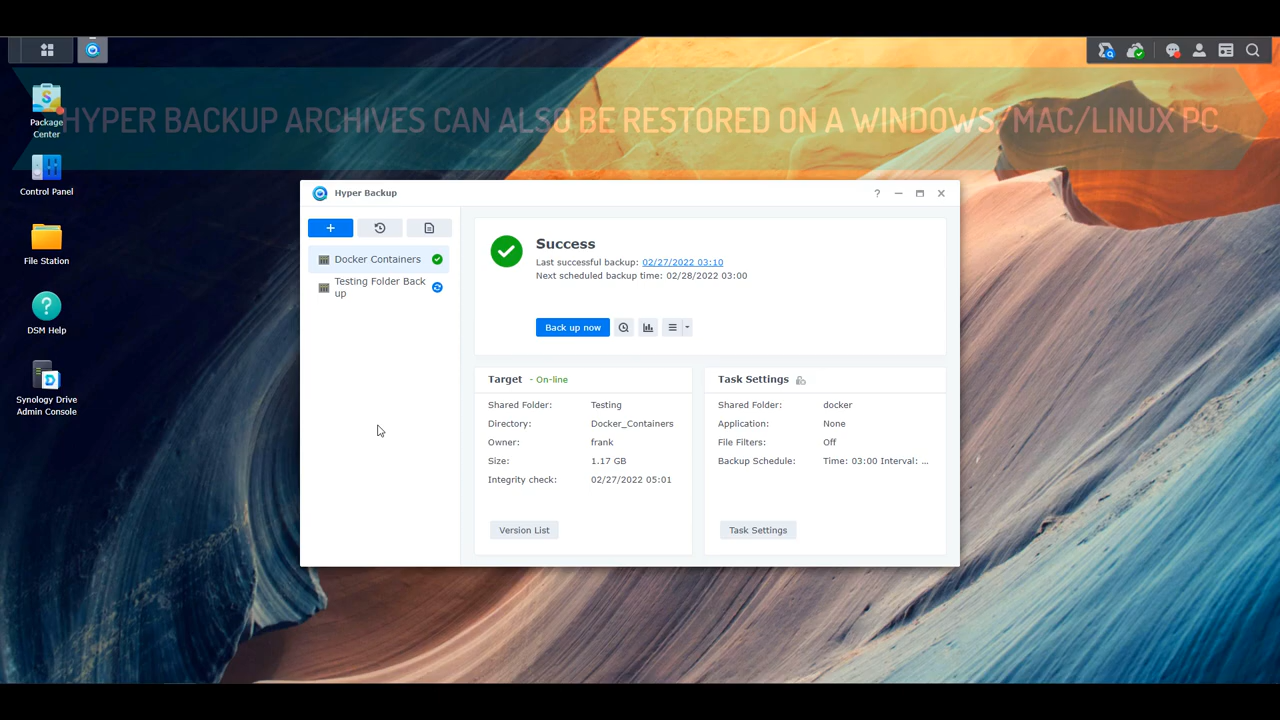 HYPER BACKUP ARCHIVES CAN ALSO BE RESTORED ON A WINDOWS/MAC/LINUX PC
Package
Center
Control Panel
File Station
DSM Help
Synology Drive
Admin Console
Hyper Backup
Docker Containers
Testing Folder Back
up
Success
Last successful backup: 02/27/2022 03:10
Next scheduled backup time: 02/28/2022 03:00
Back up now
Target - On-line
Shared Folder: Testing
Directory: Docker_Containers
Owner: frank
Size: 1.17 GB
Integrity check: 02/27/2022 05:01
Version List
Task Settings
Shared Folder: docker
Application: None
File Filters: Off
Backup Schedule: Time: 03:00 Interval: ...
Task Settings